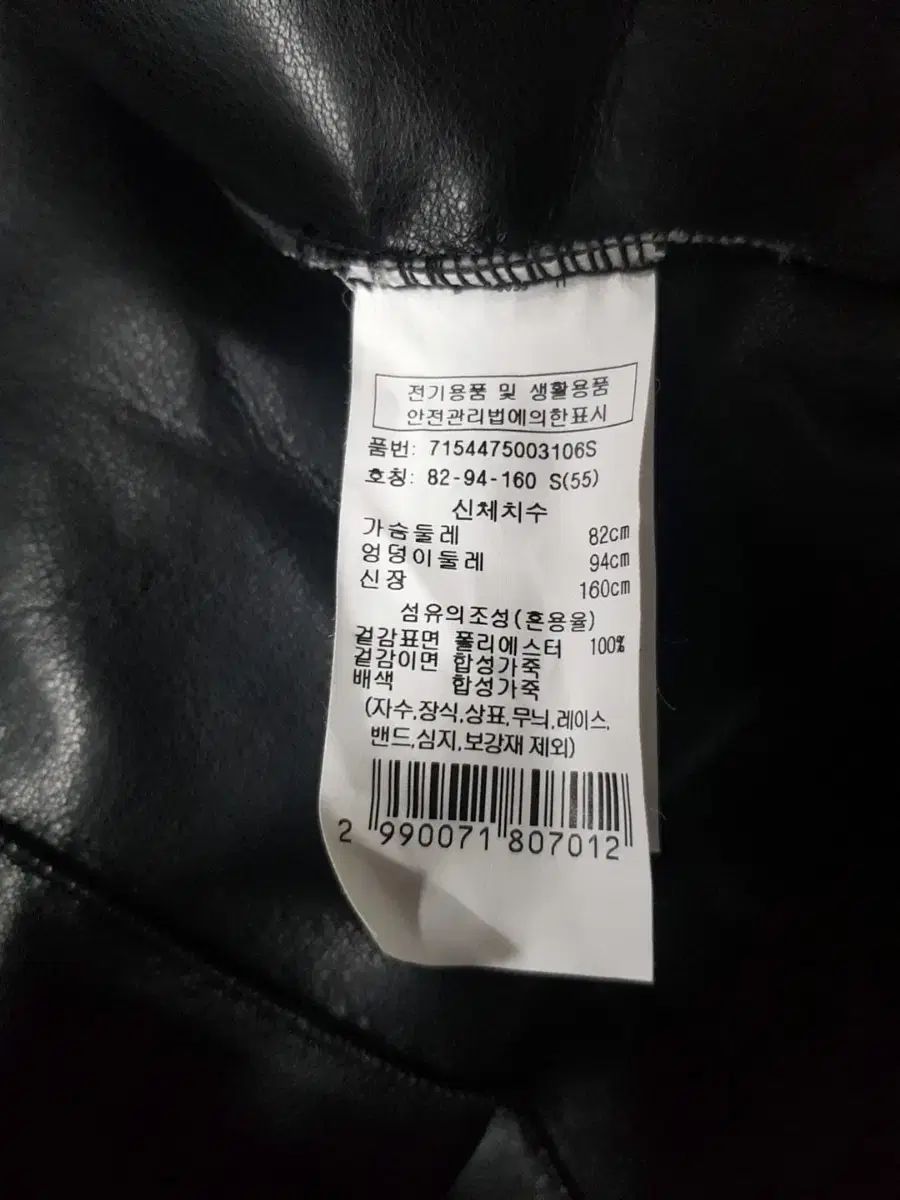 전기용품 및 생활용품
안전관리법에의한표시
품번: 7154475003106S
호칭: 82-94-160 S(55)
신체치수
가슴둘레 82cm
엉덩이둘레 94cm
신장 160cm
섬유의조성(혼용율)
겉감표면 폴리에스터 100%
겉감이면 합성가죽
배색 합성가죽
(자수,장식,상표,무늬,레이스,
밴드,심지,보강재 제외)
2 990071 807012